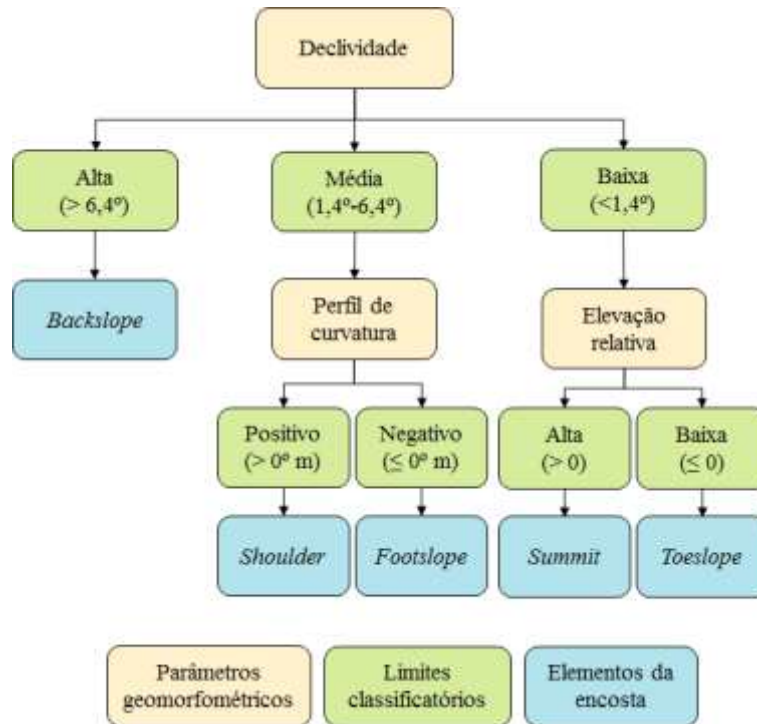 Declividade
Alta
(> 6,4º)
Média
(1,4º-6,4º)
Baixa
(<1,4º)
Backslope
Perfil de
curvatura
Elevação
relativa
Positivo
(> 0º m)
Negativo
(≤ 0º m)
Alta
(> 0)
Baixa
(≤ 0)
Shoulder
Footslope
Summit
Toeslope
Parâmetros
geomorfométricos
Limites
classificatórios
Elementos da
encosta